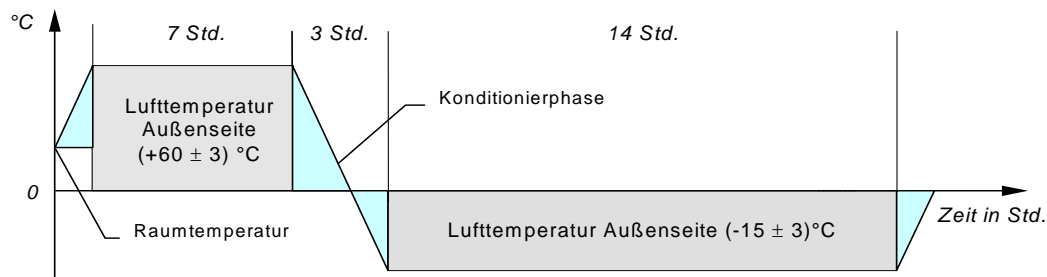 °C
7 Std.
3 Std.
14 Std.
Lufttemperatur
Außenseite
(+60 ± 3) °C
Konditionierphase
0
Raumtemperatur
Lufttemperatur Außenseite (-15 ± 3)°C
Zeit in Std.